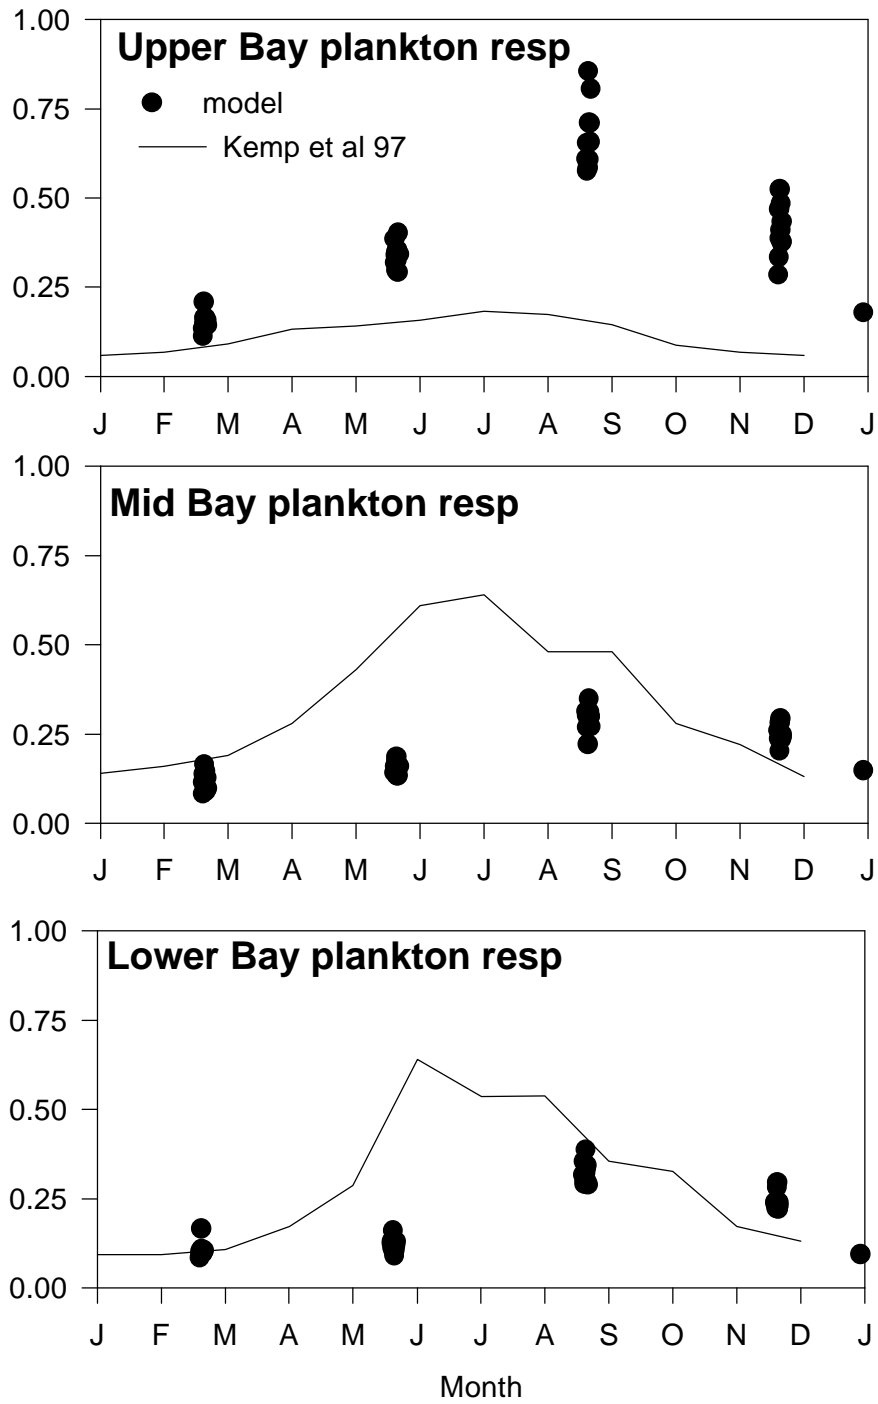 1.00
Upper Bay plankton resp
model
0.75
Kemp et al 97
0.50
0.25
0.00
J F M A M J J A S O N D J
1.00
Mid Bay plankton resp
0.75
0.50
0.25
0.00
J F M A M J J A S O N D J
1.00
Lower Bay plankton resp
0.75
0.50
0.25
0.00
J F M A M J J A S O N D J
Month